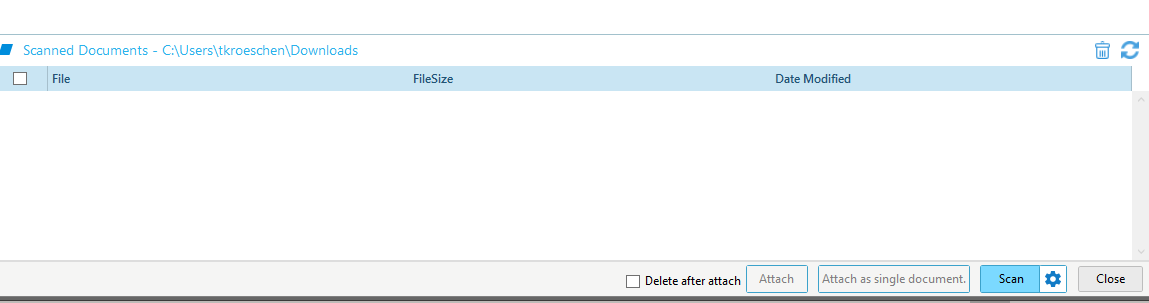 Scanned Documents - C:\Users\tkroeschen\Downloads
File FileSize Date Modified
Delete after attach Attach Attach as single document. Scan Close